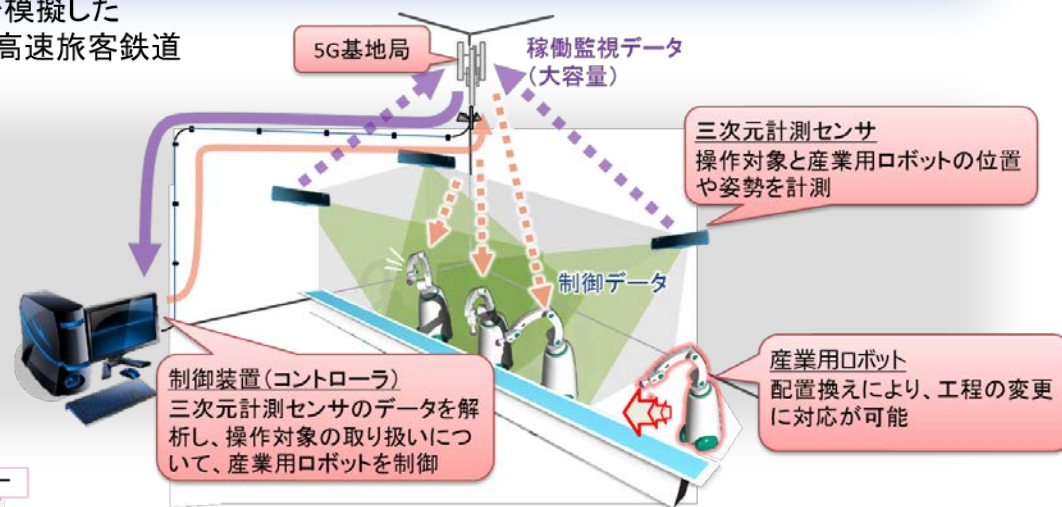 模擬した
高速旅客鉄道
5G基地局
稼働監視データ
(大容量)
三次元計測センサ
操作対象と産業用ロボットの位置
や姿勢を計測
制御データ
産業用ロボット
配置換えにより、工程の変更
に対応が可能
制御装置(コントローラ)
三次元計測センサのデータを解
析し、操作対象の取り扱いにつ
いて、産業用ロボットを制御
ー